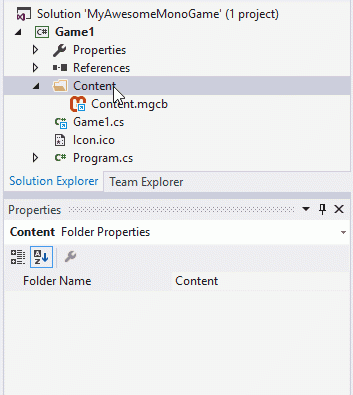 Solution 'MyAwesomeMonoGame' (1 project)
C# Game1
Properties
References
Content
Content.mgcb
C# Game1.cs
Icon.ico
C# Program.cs
Solution Explorer Team Explorer
Properties
Content Folder Properties
A Z
Folder Name Content